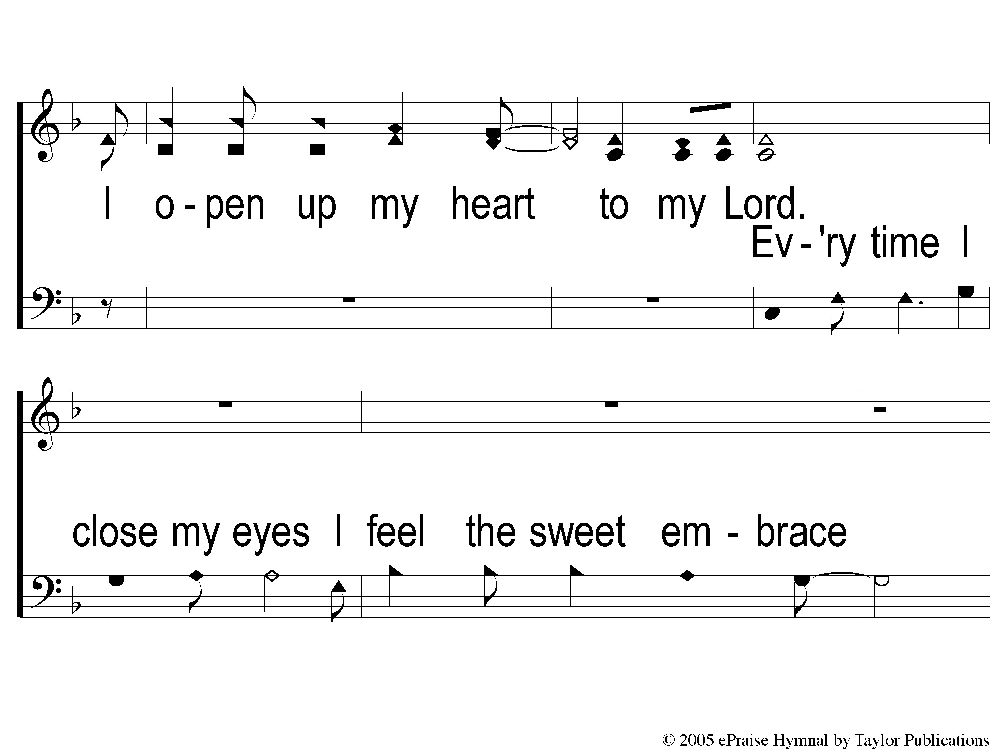 I o - pen up my heart to my Lord.
Ev - 'ry time I
close my eyes I feel the sweet em - brace
© 2005 ePraise Hymnal by Taylor Publications